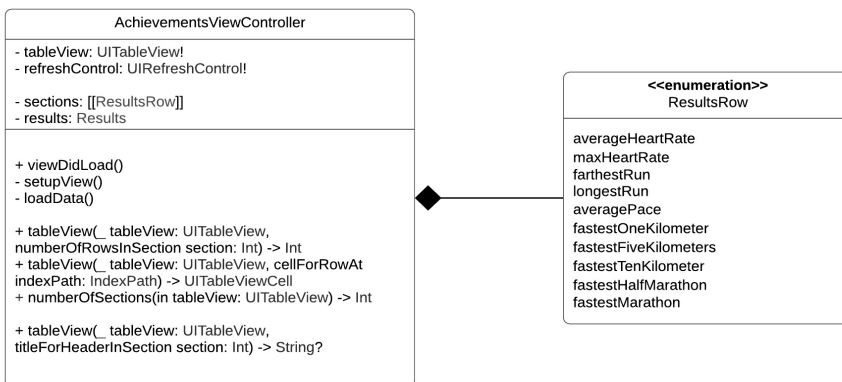 AchievementsViewController
- tableView: UITableView!
- refreshControl: UIRefreshControl!
- sections: [[ResultsRow]]
- results: Results
+ viewDidLoad()
- setupView()
- loadData()
+ tableView(_ tableView: UITableView,
numberOfRowsInSection section: Int) -> Int
+ tableView(_ tableView: UITableView, cellForRowAt
indexPath: IndexPath) -> UITableViewCell
+ numberOfSections(in tableView: UITableView) -> Int
+ tableView(_ tableView: UITableView,
titleForHeaderInSection section: Int) -> String?
<<enumeration>>
ResultsRow
averageHeartRate
maxHeartRate
farthestRun
longestRun
averagePace
fastestOneKilometer
fastestFiveKilometers
fastestTenKilometer
fastestHalfMarathon
fastestMarathon